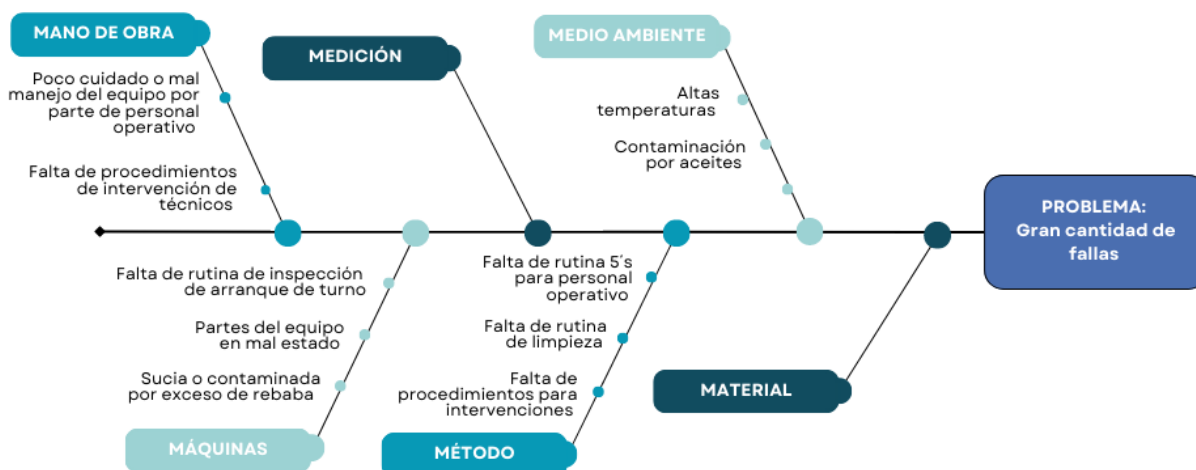 MANO DE OBRA
Poco cuidado o mal
manejo del equipo por
parte de personal
operativo
Falta de procedimientos
de intervención de
técnicos
MEDICIÓN
MEDIO AMBIENTE
Altas
temperaturas
Contaminación
por aceites
PROBLEMA:
Gran cantidad de
fallas
Falta de rutina de inspección
de arranque de turno
Partes del equipo
en mal estado
Sucia o contaminada
por exceso de rebaba
MÁQUINAS
Falta de rutina 5´s
para personal
operativo
Falta de rutina
de limpieza
Falta de
procedimientos para
intervenciones
MÉTODO
MATERIAL